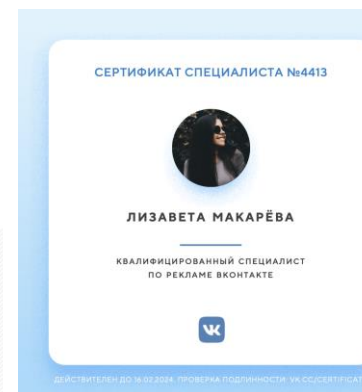 СЕРТИФИКАТ СПЕЦИАЛИСТА №4413
ЛИЗАВЕТА МАКАРЁВА
КВАЛИФИЦИРОВАННЫЙ СПЕЦИАЛИСТ
ПО РЕКЛАМЕ ВКОНТАКТЕ
ДЕЙСТВИТЕЛЕН ДО 16.02.2024. ПРОВЕРКА ПОДЛИННОСТИ: VK.CC/CERTIFICAT